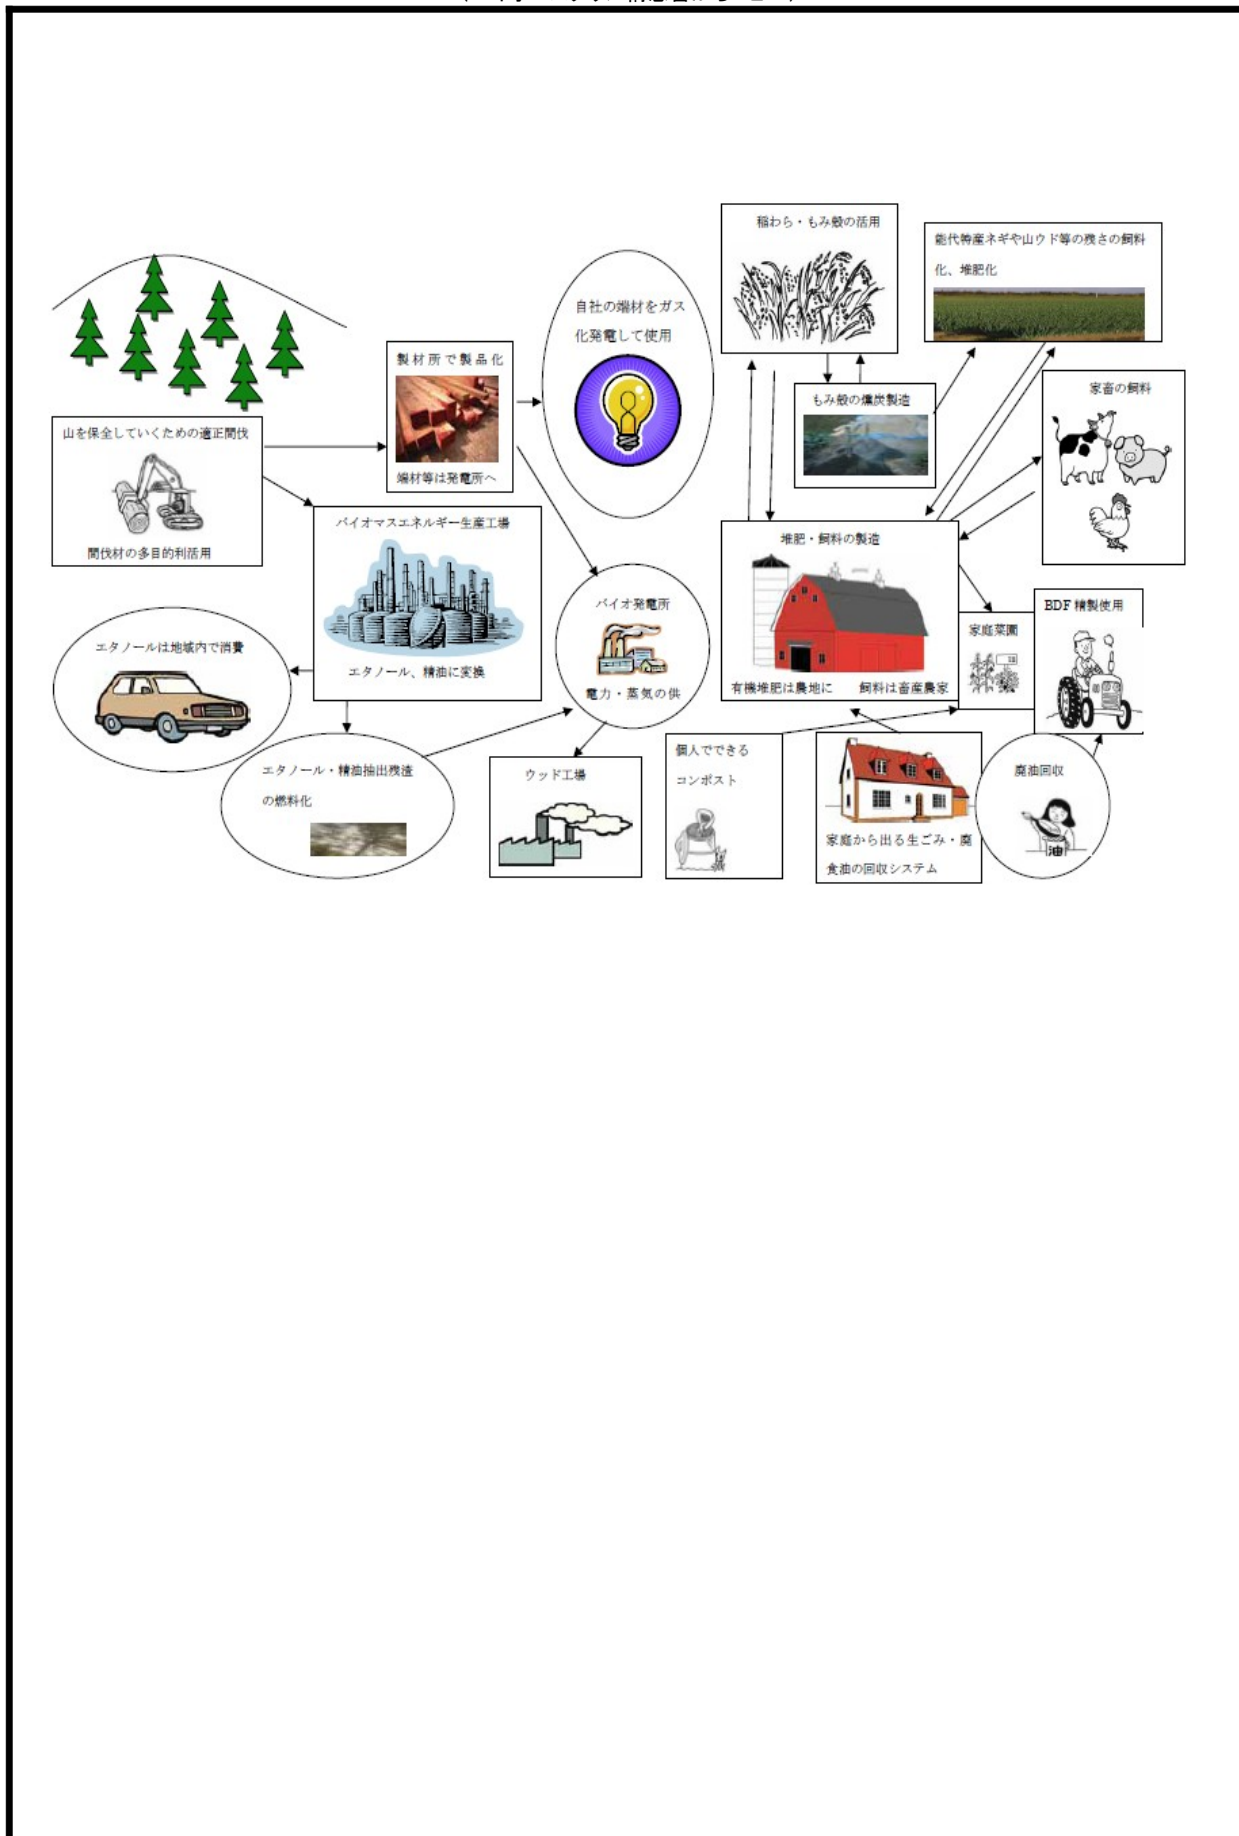 稲わら・もみ殻の活用
能代特産ネギや山ウド等の残さの飼料
化、堆肥化
自社の端材をガス
化発電して使用
製材所で製品化
端材等は発電所へ
もみ殻の燻炭製造
家畜の飼料
山を保全していくための適正間伐
間伐材の多目的利活用
バイオマスエネルギー生産工場
エタノール、精油に変換
堆肥・飼料の製造
有機堆肥は農地に 飼料は畜産農家
バイオ発電所
電力・蒸気の供
家庭菜園
BDF 精製使用
エタノールは地域内で消費
エタノール・精油抽出残渣
の燃料化
ウッド工場
個人でできる
コンポスト
家庭から出る生ごみ・廃
食油の回収システム
廃油回収
油